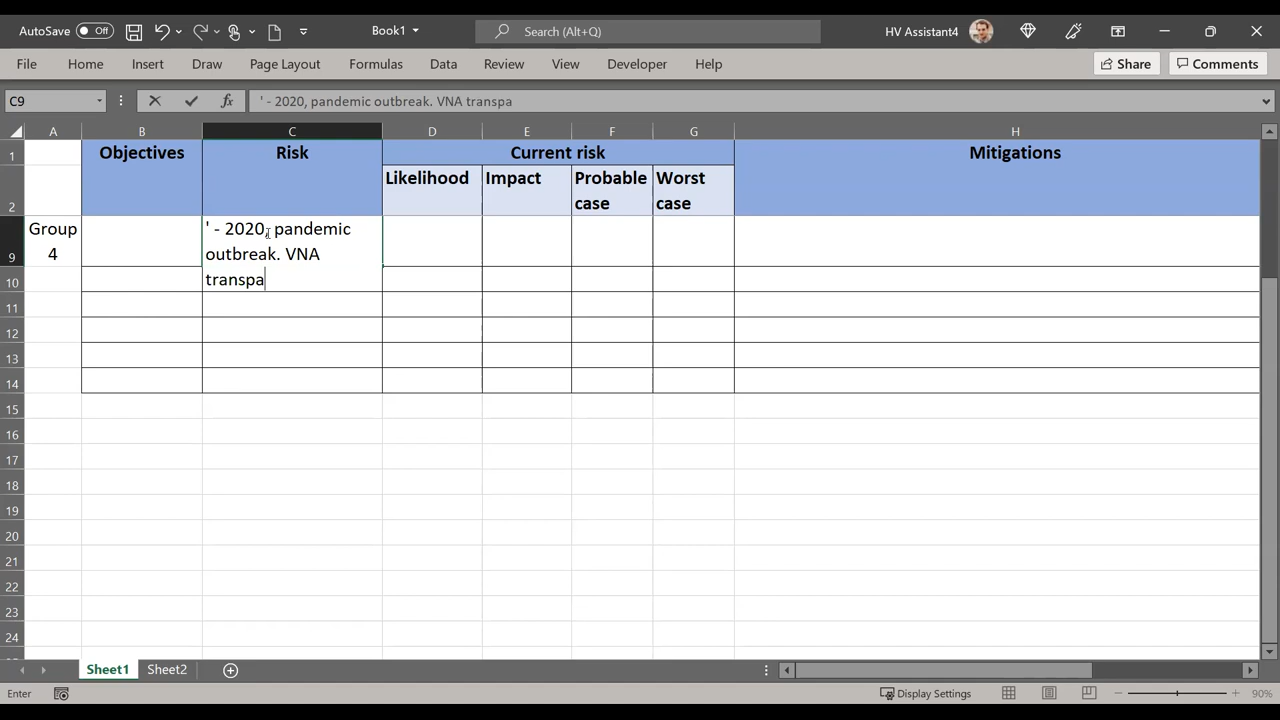 AutoSave Off Book1 Search (Alt+Q) HV Assistant4
File Home Insert Draw Page Layout Formulas Data Review View Developer Help Share Comments
C9 fx ' - 2020, pandemic outbreak. VNA transpa
A B C D E F G H
1 Objectives Risk Current risk Mitigations
Likelihood Impact Probable Worst
2 case case
Group ' - 2020, pandemic
9 4 outbreak. VNA
10 transpa
11
12
13
14
15
16
17
18
19
20
21
22
23
24
Sheet1 Sheet2
Enter Display Settings 90%